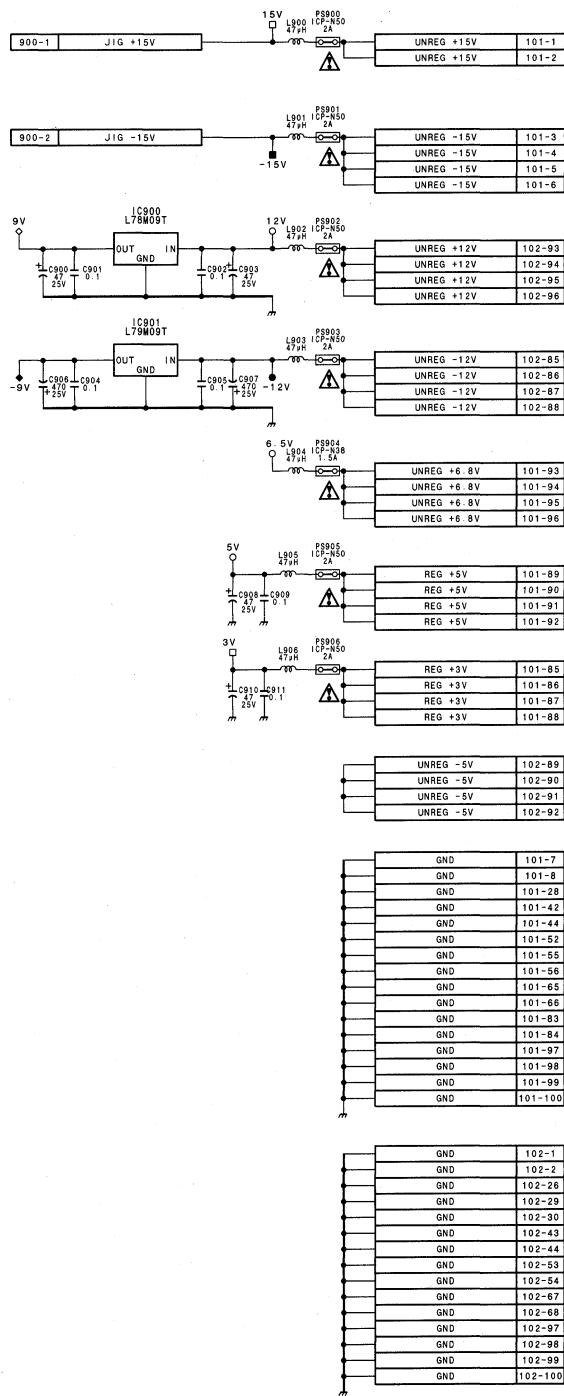 15V
L900
47μH
PS900
ICP-N50
2A
900-1 JIG +15V
UNREG +15V 101-1
UNREG +15V 101-2
L901
47μH
PS901
ICP-N50
2A
900-2 JIG -15V
-15V
UNREG -15V 101-3
UNREG -15V 101-4
UNREG -15V 101-5
UNREG -15V 101-6
9V
IC900
L78M09T
OUT IN
GND
12V
L902
47μH
PS902
ICP-N50
2A
C900
47
25V
C901
0.1
C902
0.1
C903
47
25V
UNREG +12V 102-93
UNREG +12V 102-94
UNREG +12V 102-95
UNREG +12V 102-96
IC901
L79M09T
OUT IN
GND
L903
47μH
PS903
ICP-N50
2A
-9V
C906
470
25V
C904
0.1
C905
0.1
C907
470
25V
-12V
UNREG -12V 102-85
UNREG -12V 102-86
UNREG -12V 102-87
UNREG -12V 102-88
6.5V
L904
47μH
PS904
ICP-N38
1.5A
UNREG +6.8V 101-93
UNREG +6.8V 101-94
UNREG +6.8V 101-95
UNREG +6.8V 101-96
5V
L905
47μH
PS905
ICP-N50
2A
C908
47
25V
C909
0.1
REG +5V 101-89
REG +5V 101-90
REG +5V 101-91
REG +5V 101-92
3V
L906
47μH
PS906
ICP-N50
2A
C910
47
25V
C911
0.1
REG +3V 101-85
REG +3V 101-86
REG +3V 101-87
REG +3V 101-88
UNREG -5V 102-89
UNREG -5V 102-90
UNREG -5V 102-91
UNREG -5V 102-92
GND 101-7
GND 101-8
GND 101-28
GND 101-42
GND 101-44
GND 101-52
GND 101-55
GND 101-56
GND 101-65
GND 101-66
GND 101-83
GND 101-84
GND 101-97
GND 101-98
GND 101-99
GND 101-100
GND 102-1
GND 102-2
GND 102-26
GND 102-29
GND 102-30
GND 102-43
GND 102-44
GND 102-53
GND 102-54
GND 102-67
GND 102-68
GND 102-97
GND 102-98
GND 102-99
GND 102-100